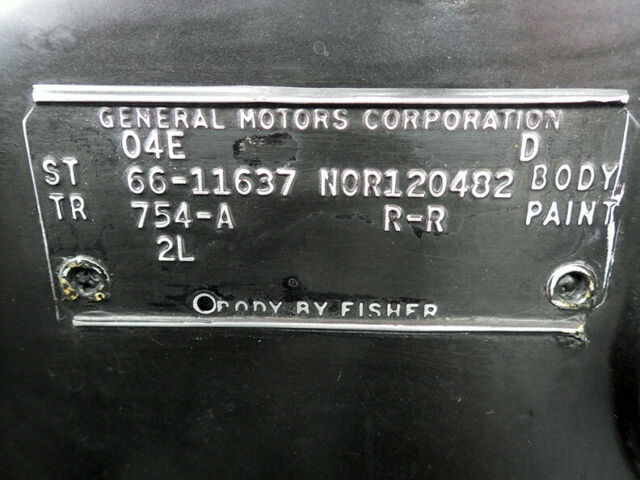 GENERAL MOTORS CORPORATION
04E D
ST 66-11637 NOR120482 BODY
TR 754-A R-R PAINT
2L
BODY BY FISHER